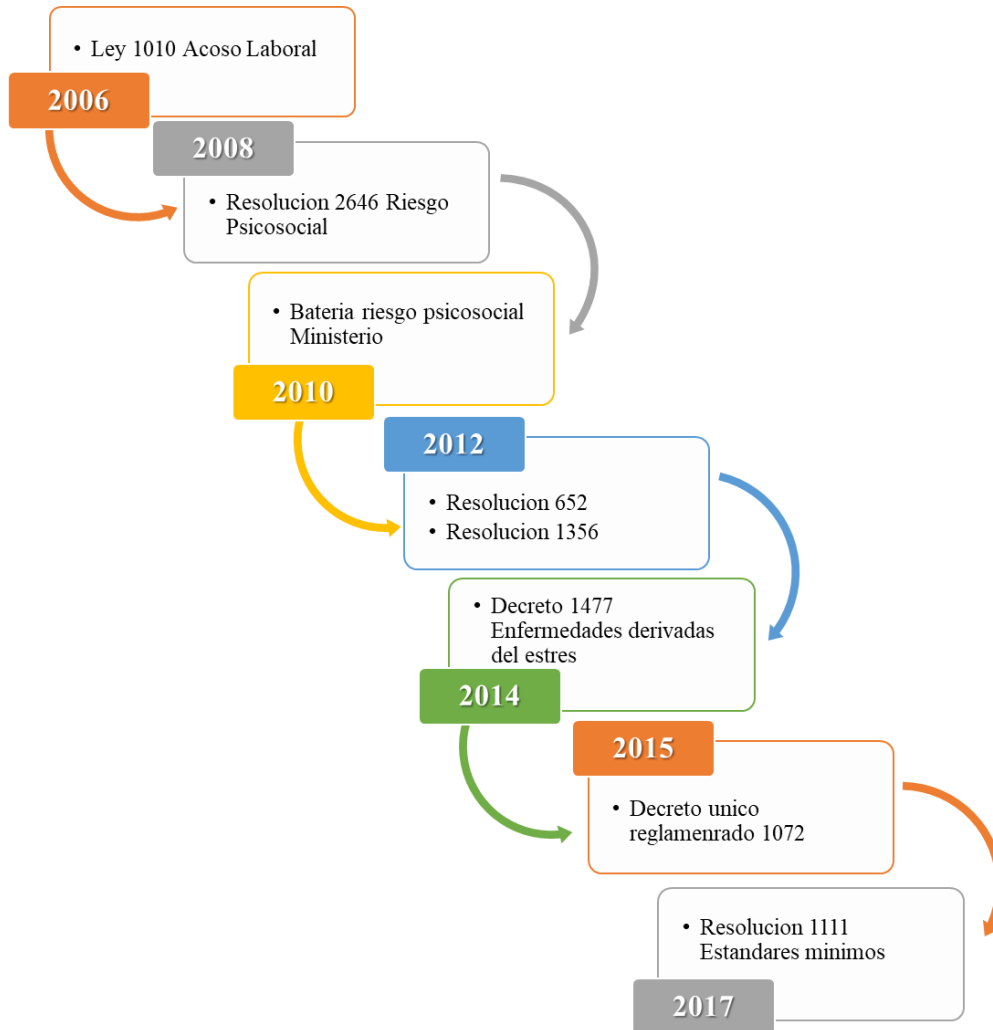 • Ley 1010 Acoso Laboral
2006
2008
• Resolucion 2646 Riesgo
Psicosocial
• Bateria riesgo psicosocial
Ministerio
2010
2012
• Resolucion 652
• Resolucion 1356
• Decreto 1477
Enfermedades derivadas
del estres
2014
2015
• Decreto unico
reglamenrado 1072
• Resolucion 1111
Estandares minimos
2017